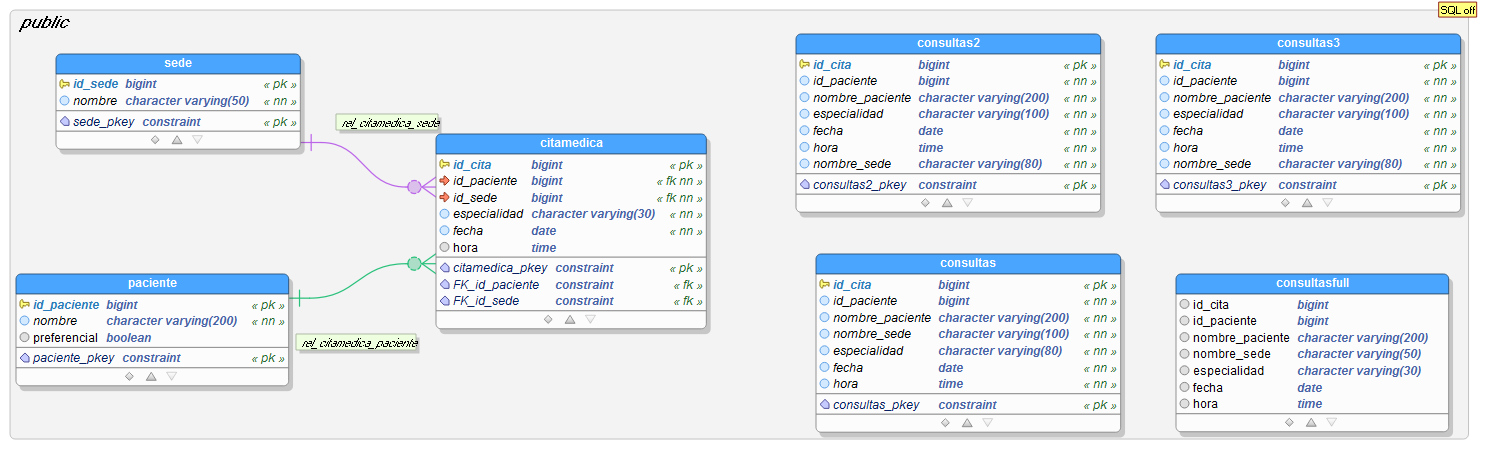 SQL off
public
sede
id_sede bigint « pk »
nombre character varying(50) « nn »
sede_pkey constraint « pk »
rel_citamedica_sede
citamedica
id_cita bigint « pk »
id_paciente bigint « fk nn »
id_sede bigint « fk nn »
especialidad character varying(30) « nn »
fecha date « nn »
hora time
citamedica_pkey constraint « pk »
FK_id_paciente constraint « fk »
FK_id_sede constraint « fk »
paciente
id_paciente bigint « pk »
nombre character varying(200) « nn »
preferencial boolean
paciente_pkey constraint « pk »
rel_citamedica_paciente
consultas2
id_cita bigint « pk »
id_paciente bigint « nn »
nombre_paciente character varying(200) « nn »
especialidad character varying(100) « nn »
fecha date « nn »
hora time « nn »
nombre_sede character varying(80) « nn »
consultas2_pkey constraint « pk »
consultas3
id_cita bigint « pk »
id_paciente bigint « nn »
nombre_paciente character varying(200) « nn »
especialidad character varying(100) « nn »
fecha date « nn »
hora time « nn »
nombre_sede character varying(80) « nn »
consultas3_pkey constraint « pk »
consultas
id_cita bigint « pk »
id_paciente bigint « nn »
nombre_paciente character varying(200) « nn »
nombre_sede character varying(100) « nn »
especialidad character varying(80) « nn »
fecha date « nn »
hora time « nn »
consultas_pkey constraint « pk »
consultasfull
id_cita bigint
id_paciente bigint
nombre_paciente character varying(200)
nombre_sede character varying(50)
especialidad character varying(30)
fecha date
hora time